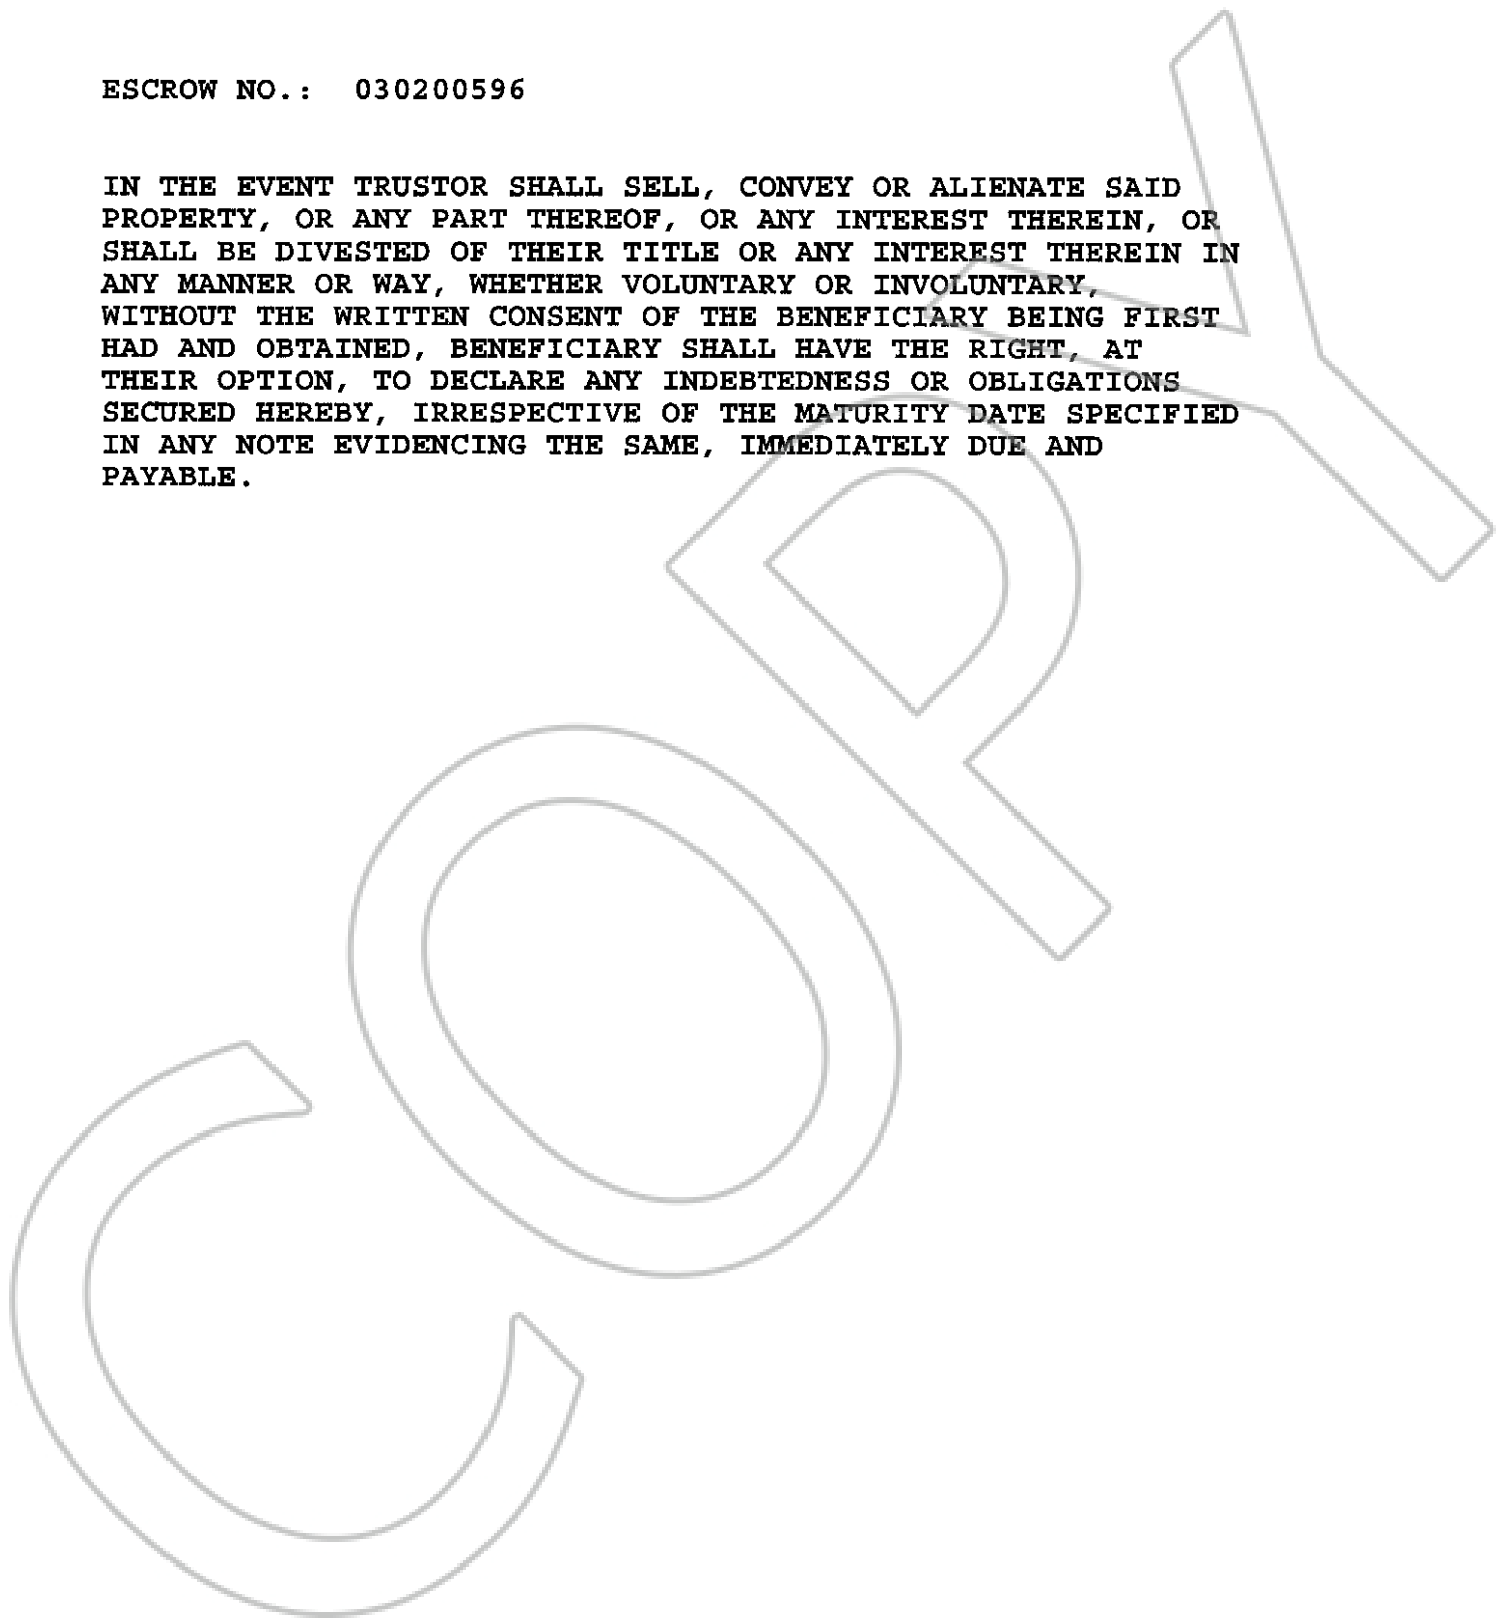 ESCROW NO.: 030200596
IN THE EVENT TRUSTOR SHALL SELL, CONVEY OR ALIENATE SAID
PROPERTY, OR ANY PART THEREOF, OR ANY INTEREST THEREIN, OR
SHALL BE DIVESTED OF THEIR TITLE OR ANY INTEREST THEREIN IN
ANY MANNER OR WAY, WHETHER VOLUNTARY OR INVOLUNTARY,
WITHOUT THE WRITTEN CONSENT OF THE BENEFICIARY BEING FIRST
HAD AND OBTAINED, BENEFICIARY SHALL HAVE THE RIGHT, AT
THEIR OPTION, TO DECLARE ANY INDEBTEDNESS OR OBLIGATIONS
SECURED HEREBY, IRRESPECTIVE OF THE MATURITY DATE SPECIFIED
IN ANY NOTE EVIDENCING THE SAME, IMMEDIATELY DUE AND
PAYABLE.
COPY